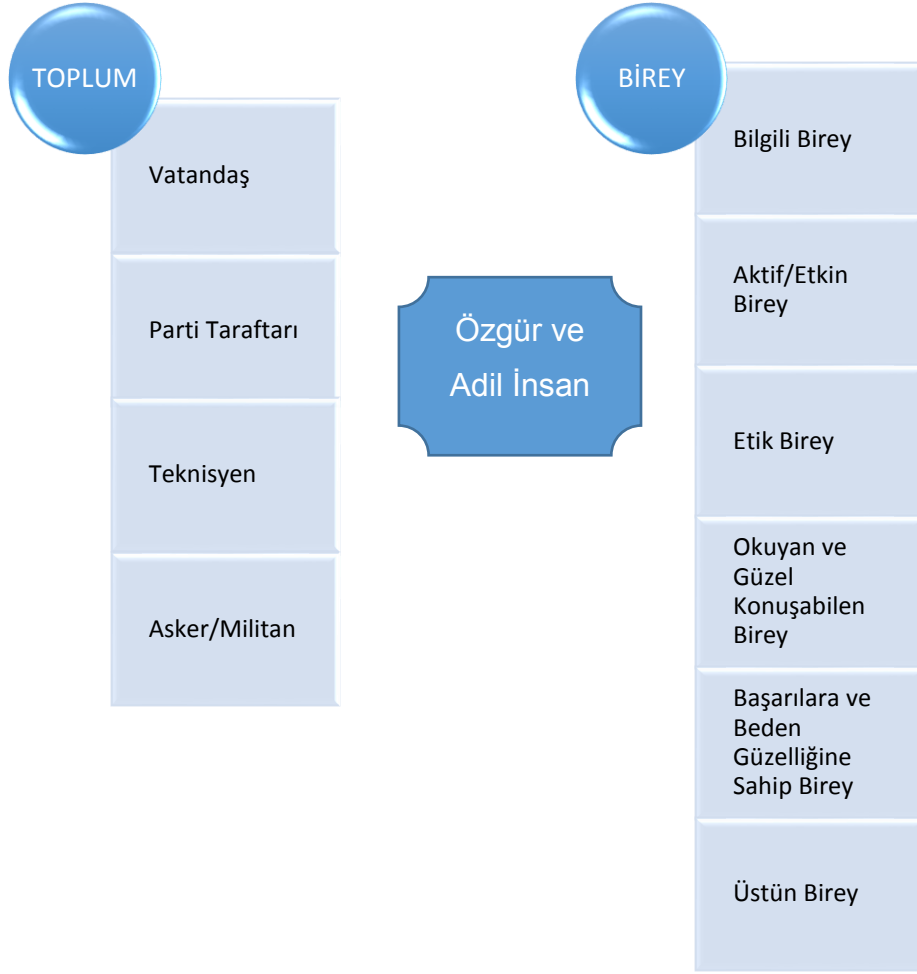 TOPLUM
Vatandaş
Parti Taraftarı
Teknisyen
Asker/Militan
Özgür ve
Adil İnsan
BİREY
Bilgili Birey
Aktif/Etkin
Birey
Etik Birey
Okuyan ve
Güzel
Konuşabilen
Birey
Başarılara ve
Beden
Güzelliğine
Sahip Birey
Üstün Birey